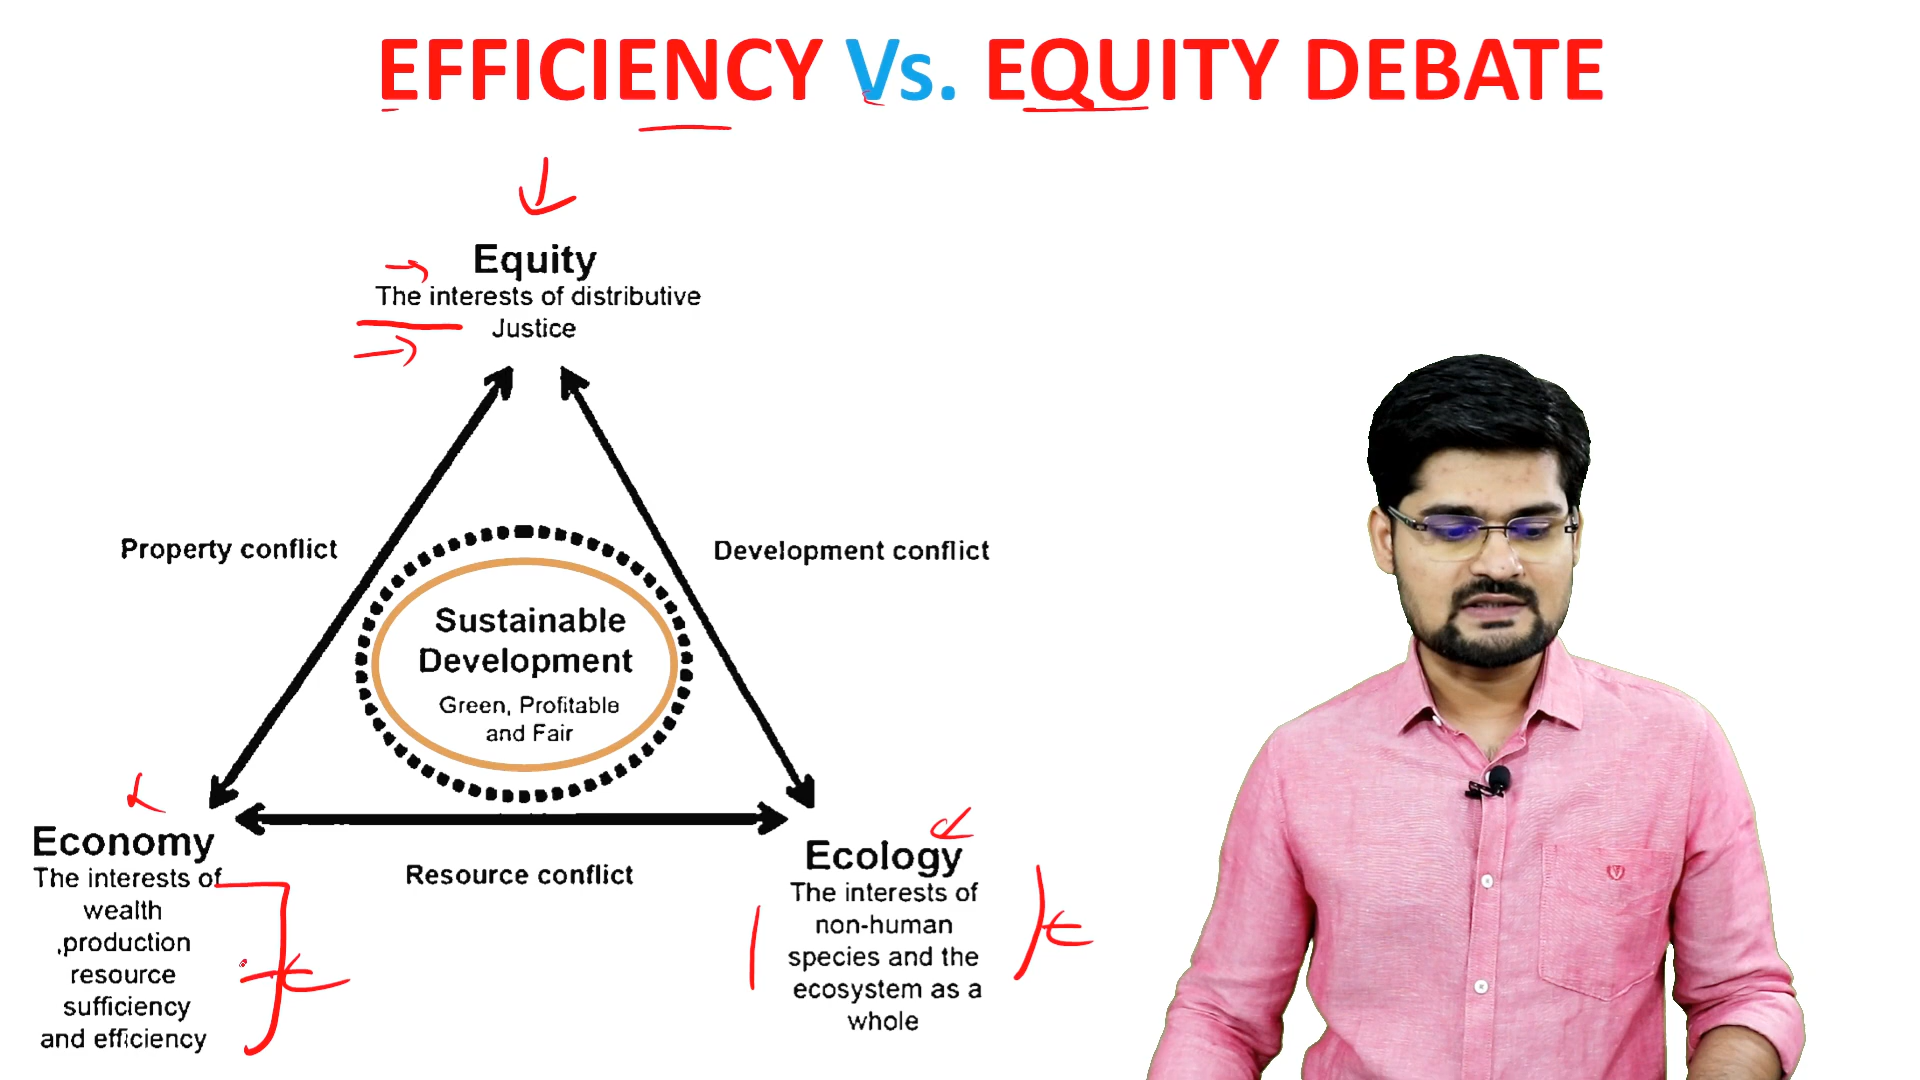 EFFICIENCY Vs. EQUITY DEBATE
Equity
The interests of distributive
Justice
Property conflict
Development conflict
Sustainable
Development
Green, Profitable
and Fair
Economy
The interests of
wealth
,production
resource
sufficiency
and efficiency
Resource conflict
Ecology
The interests of
non-human
species and the
ecosystem as a
whole